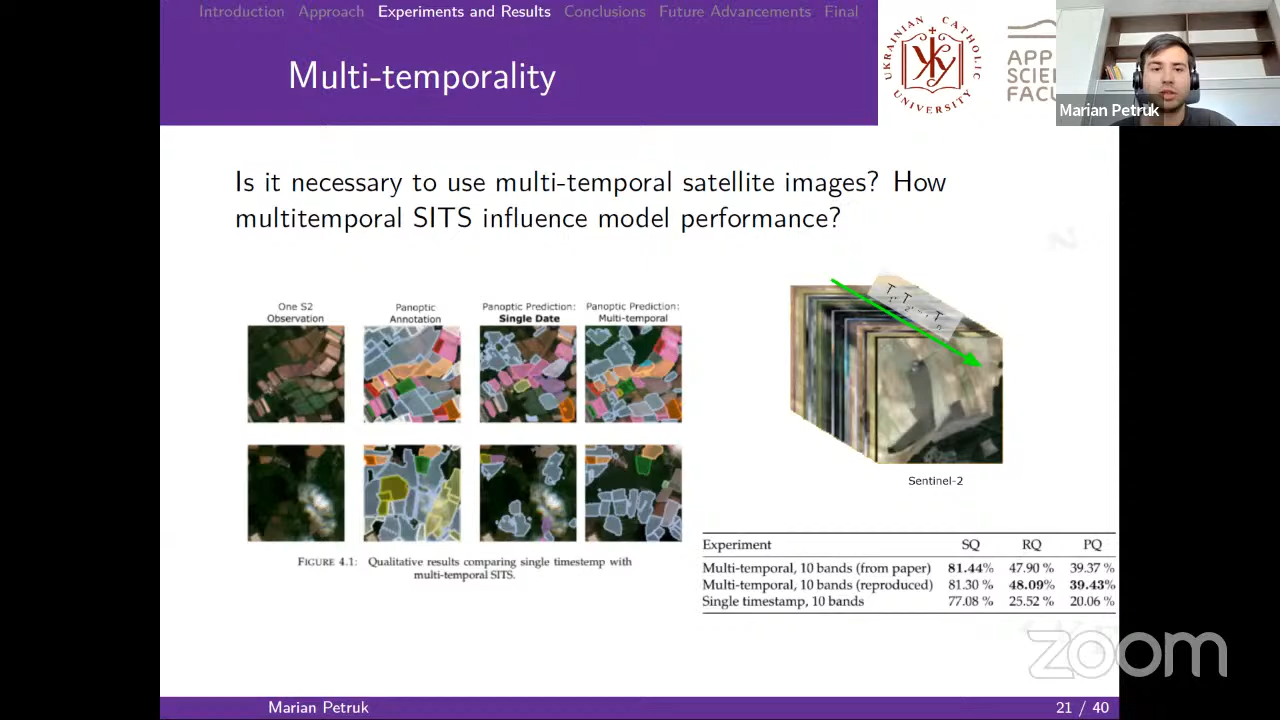 Introduction Approach Experiments and Results Conclusions Future Advancements Final
Multi-temporality
UKRAINIAN CATHOLIC UNIVERSITY
APP
SCIE
FACU
Marian Petruk
Is it necessary to use multi-temporal satellite images? How
multitemporal SITS influence model performance?
One S2
Observation
Panoptic
Annotation
Panoptic Prediction:
Single Date
Panoptic Prediction:
Multi-temporal
FIGURE 4.1: Qualitative results comparing single timestemp with
multi-temporal SITS.
Sentinel-2
Experiment SQ RQ PQ
Multi-temporal, 10 bands (from paper) 81.44% 47.90 % 39.37 %
Multi-temporal, 10 bands (reproduced) 81.30 % 48.09% 39.43%
Single timestamp, 10 bands 77.08 % 25.52 % 20.06 %
zoom
Marian Petruk 21 / 40